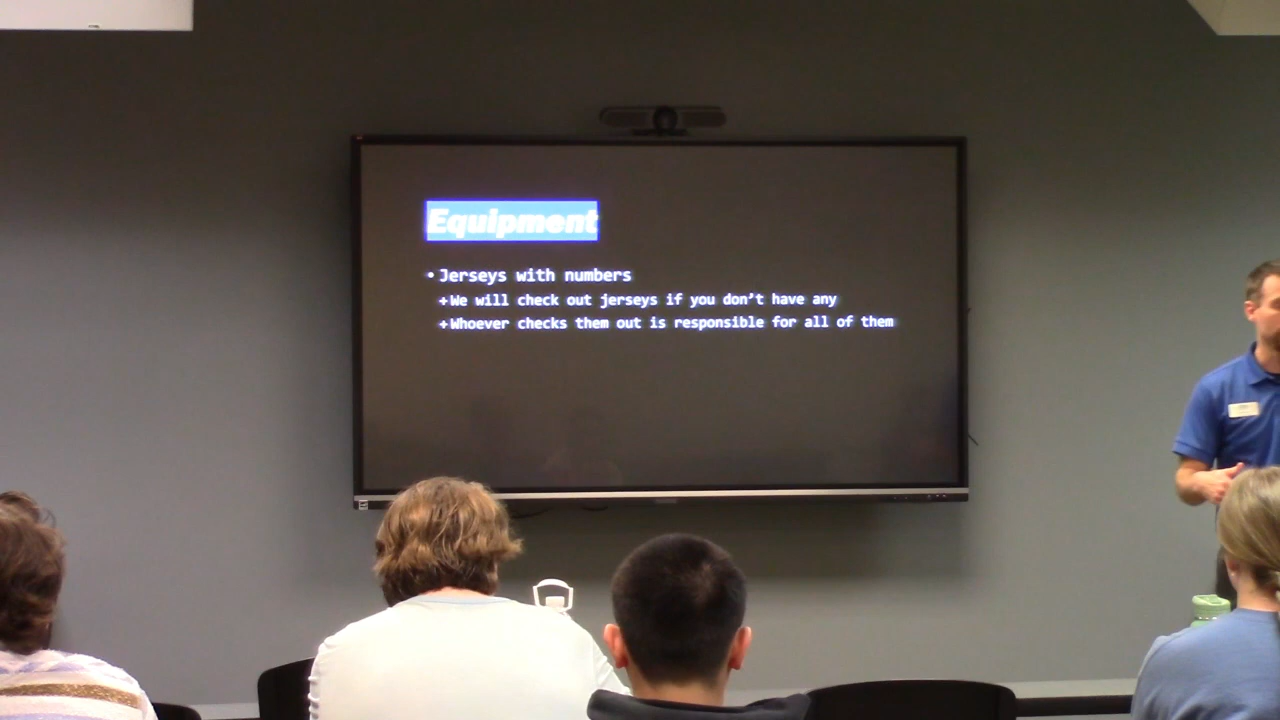 Equipment
• Jerseys with numbers
+We will check out jerseys if you don't have any
+Whoever checks them out is responsible for all of them